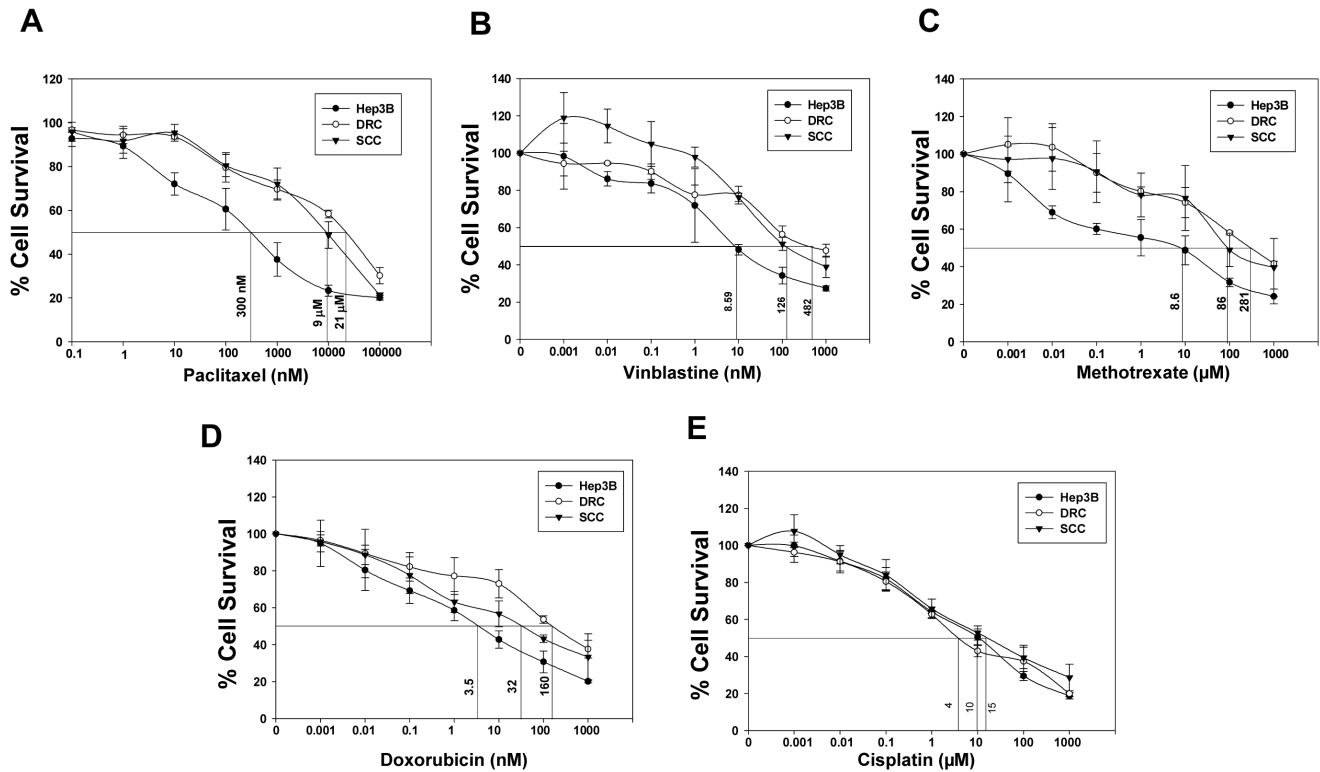 A
120
100
80
60
40
20
0
% Cell Survival
Hep3B
DRC
SCC
300 nM
9 µM
21 µM
0.1 1 10 100 1000 10000 100000
Paclitaxel (nM)
B
140
120
100
80
60
40
20
0
% Cell Survival
Hep3B
DRC
SCC
8.59
126
482
0 0.001 0.01 0.1 1 10 100 1000
Vinblastine (nM)
C
140
120
100
80
60
40
20
0
% Cell Survival
Hep3B
DRC
SCC
8.6
86
281
0 0.001 0.01 0.1 1 10 100 1000
Methotrexate (µM)
D
140
120
100
80
60
40
20
0
% Cell Survival
Hep3B
DRC
SCC
3.5
32
160
0 0.001 0.01 0.1 1 10 100 1000
Doxorubicin (nM)
E
140
120
100
80
60
40
20
0
% Cell Survival
Hep3B
DRC
SCC
4
10
15
0 0.001 0.01 0.1 1 10 100 1000
Cisplatin (µM)